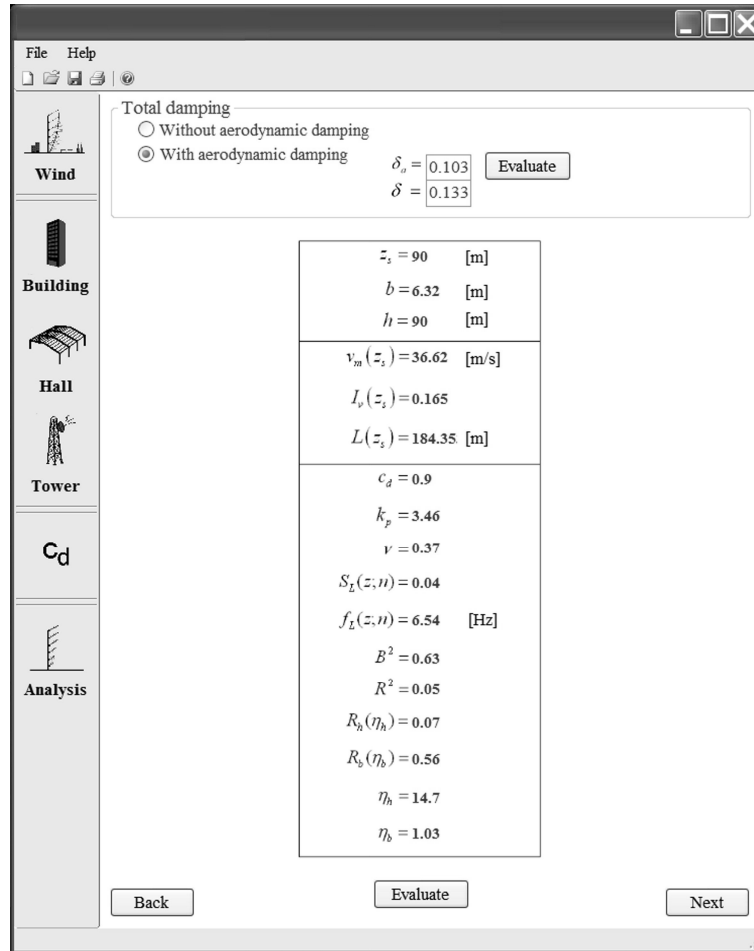 File Help
Wind
Building
Hall
Tower
Cd
Analysis
Total damping
Without aerodynamic damping
With aerodynamic damping
δa = 0.103 Evaluate
δ = 0.133
zs = 90 [m]
b = 6.32 [m]
h = 90 [m]
vm(zs) = 36.62 [m/s]
Iv(zs) = 0.165
L(zs) = 184.35 [m]
cd = 0.9
kp = 3.46
ν = 0.37
SL(z;n) = 0.04
fL(z;n) = 6.54 [Hz]
B² = 0.63
R² = 0.05
Rh(ηh) = 0.07
Rb(ηb) = 0.56
ηh = 14.7
ηb = 1.03
Back Evaluate Next